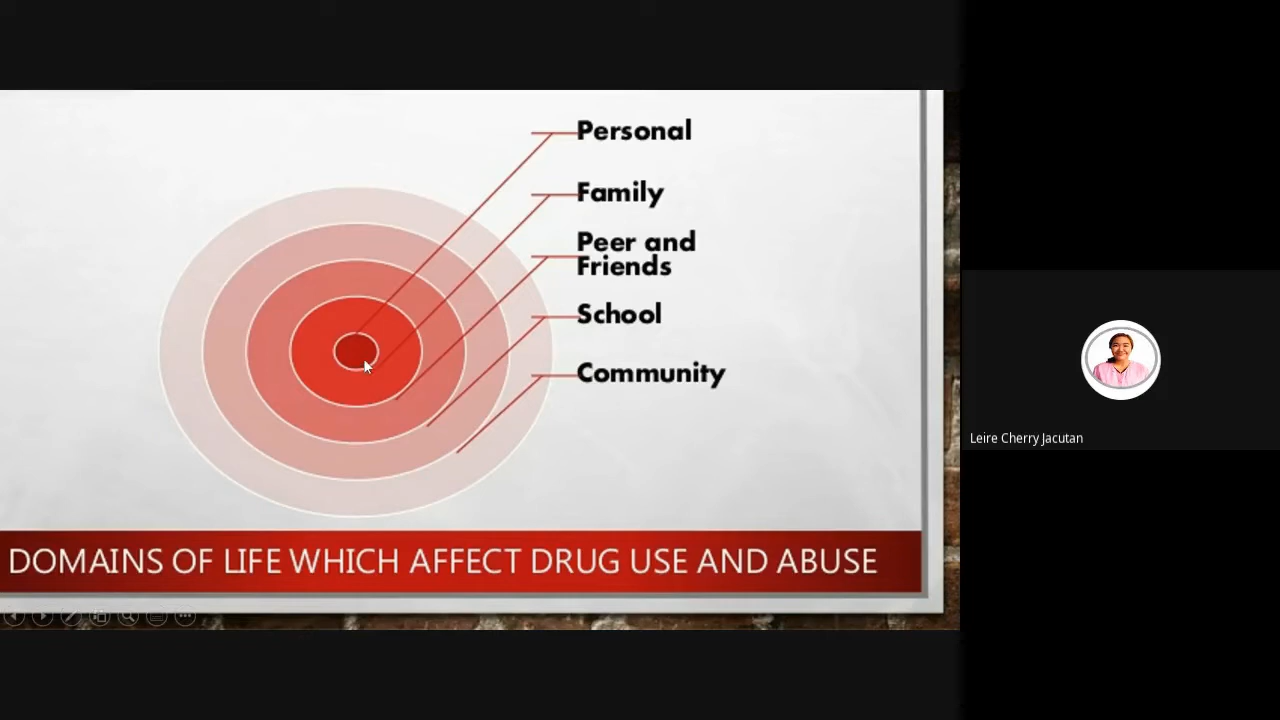 Personal
Family
Peer and
Friends
School
Community
DOMAINS OF LIFE WHICH AFFECT DRUG USE AND ABUSE
Leire Cherry Jacutan